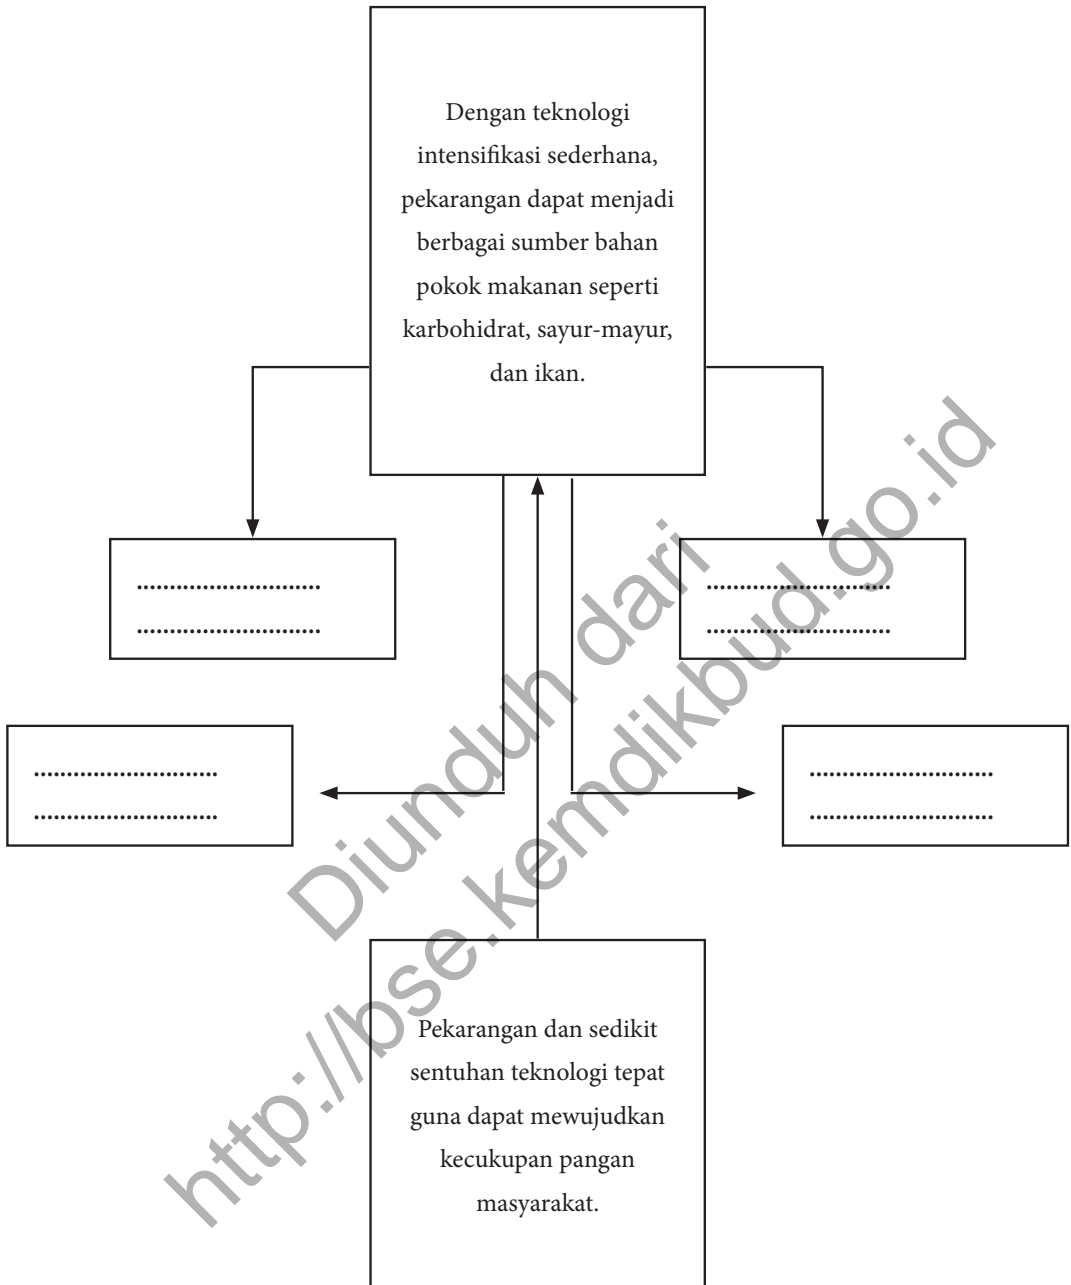 Dengan teknologi
intensifikasi sederhana,
pekarangan dapat menjadi
berbagai sumber bahan
pokok makanan seperti
karbohidrat, sayur-mayur,
dan ikan.
............................
............................
............................
............................
............................
............................
............................
............................
Diunduh dari
http://bse.kemdikbud.go.id
Pekarangan dan sedikit
sentuhan teknologi tepat
guna dapat mewujudkan
kecukupan pangan
masyarakat.